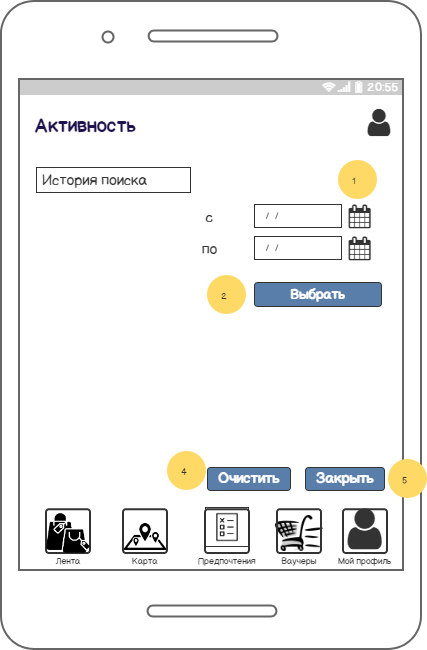 20:55
Активность
1
История поиска
с / /
по / /
2
Выбрать
4
Очистить Закрыть
5
Лента Карта Предпочтения Ваучеры Мой профиль